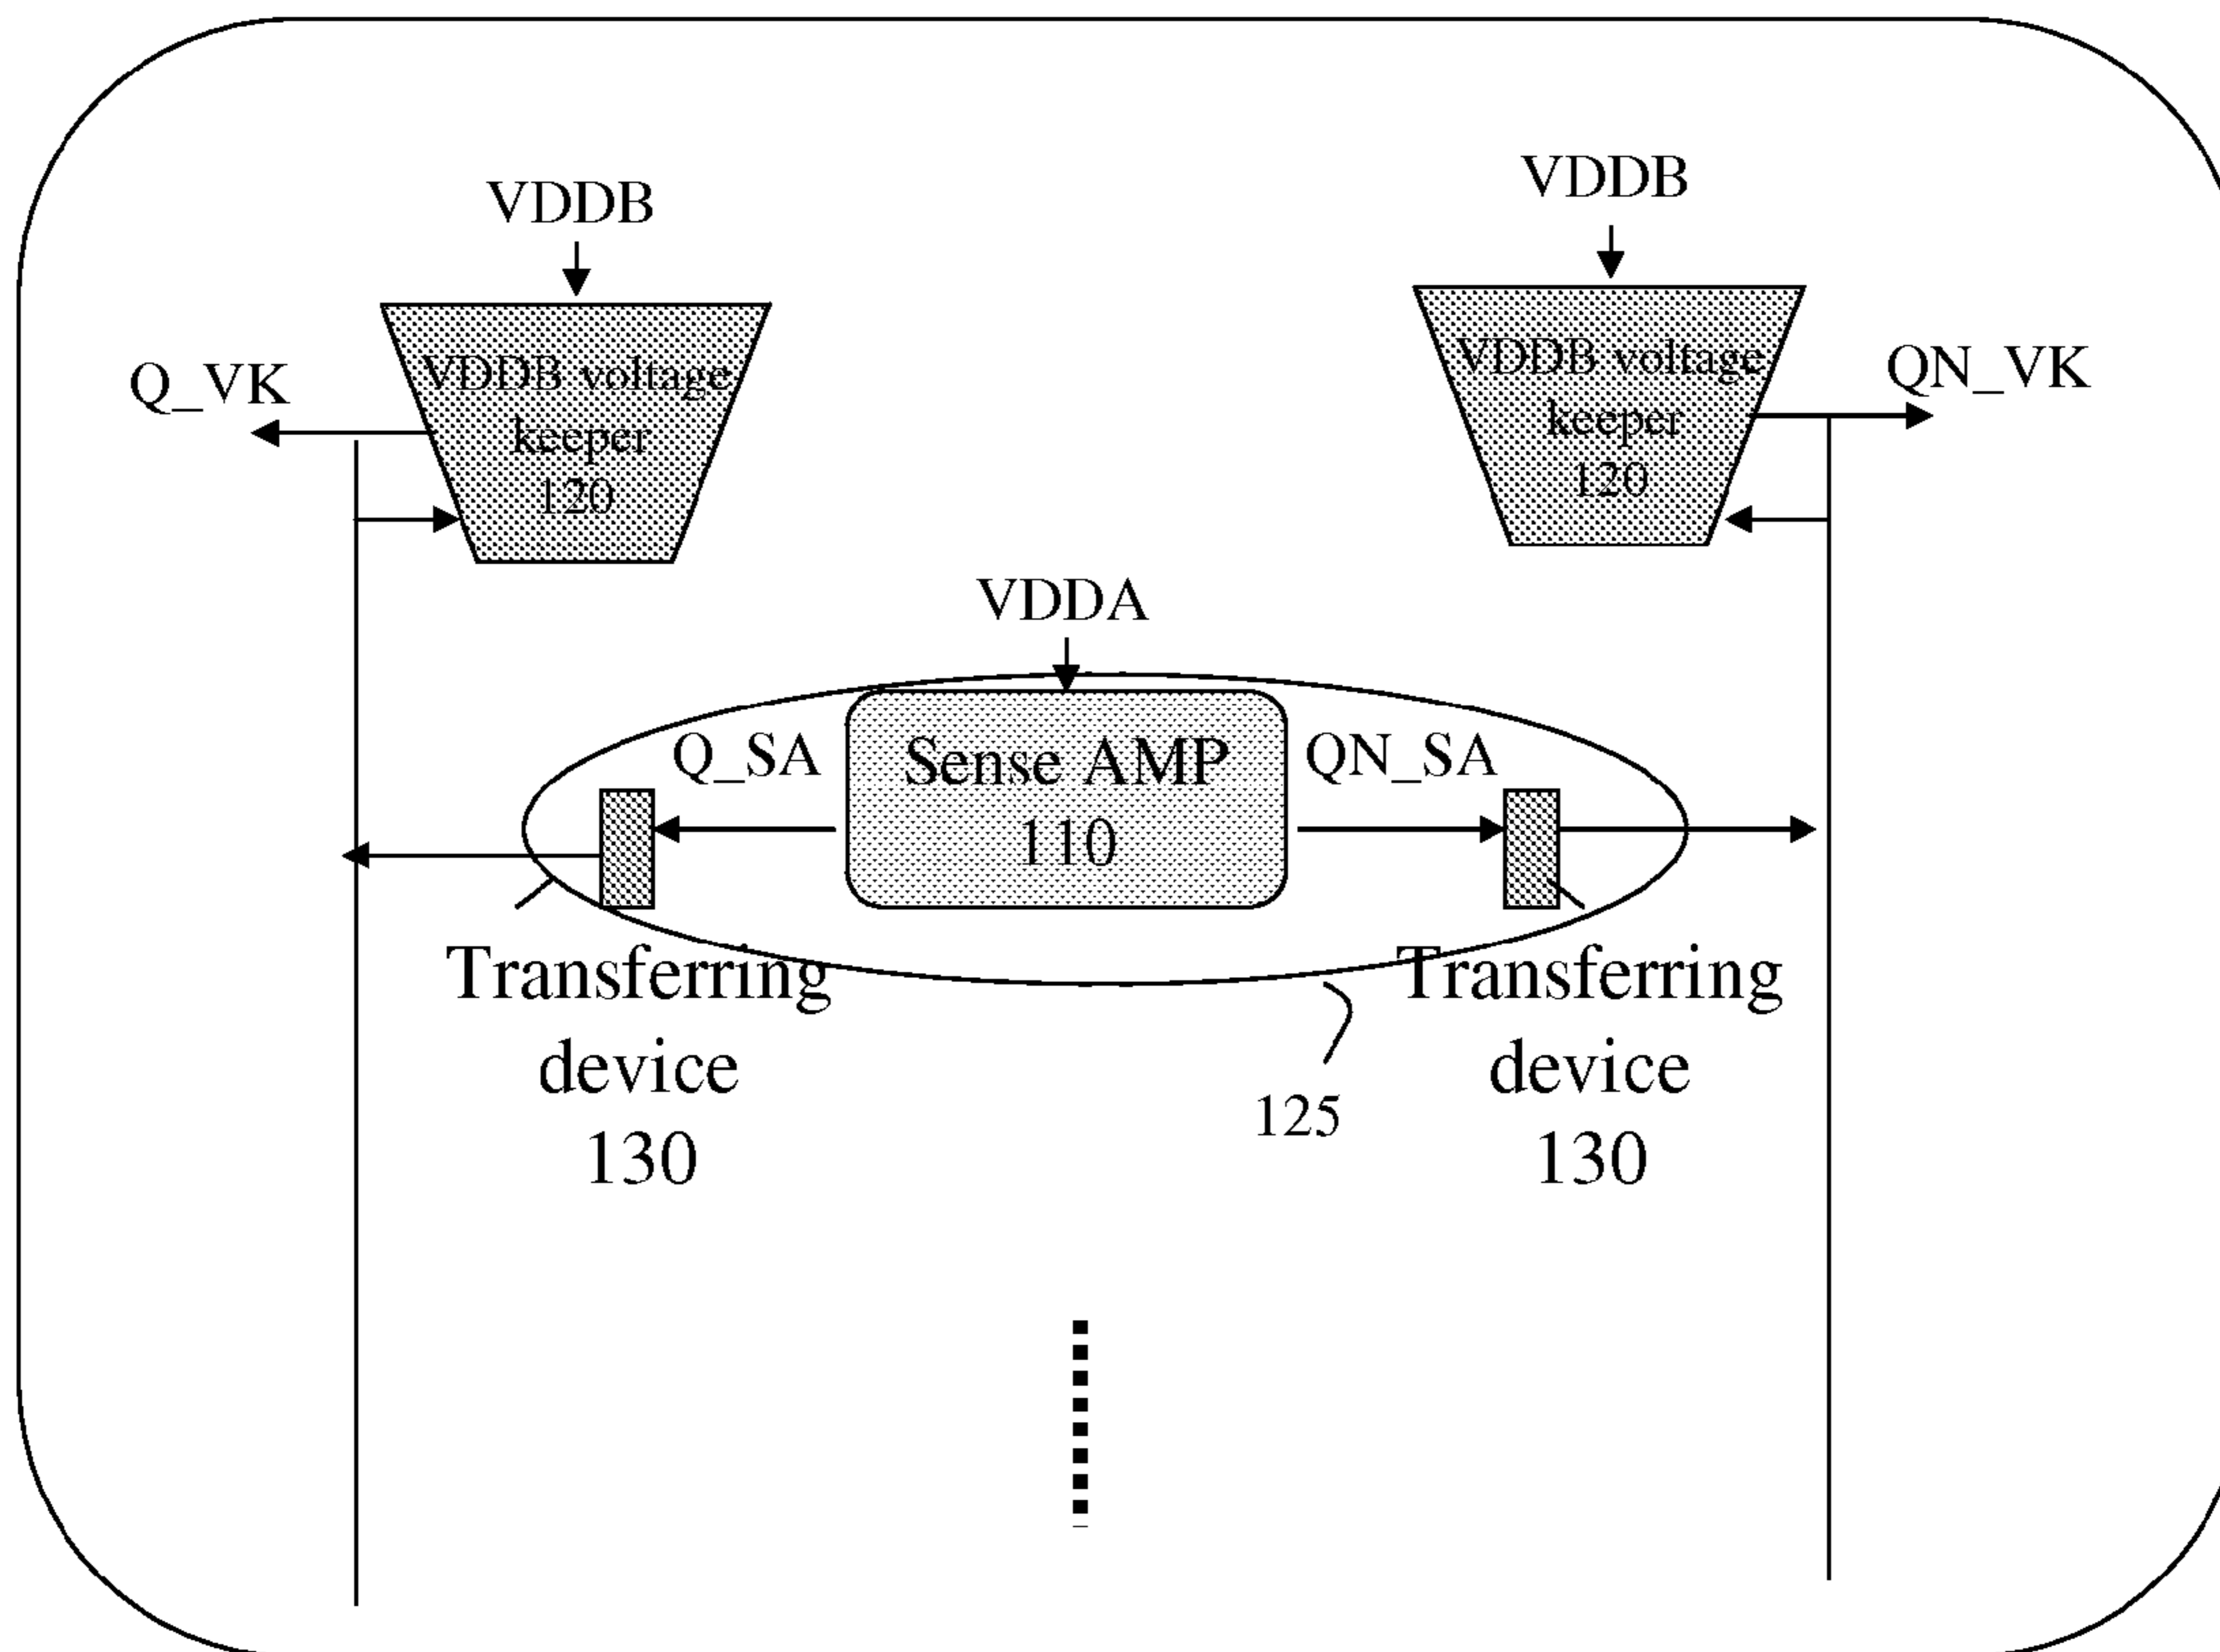 VDDB
VDDB
Q_VK
VDDB voltage
keeper
120
VDDB voltage
keeper
120
QN_VK
VDDA
Q_SA
Sense AMP
110
QN_SA
Transferring
device
130
Transferring
device
130
125